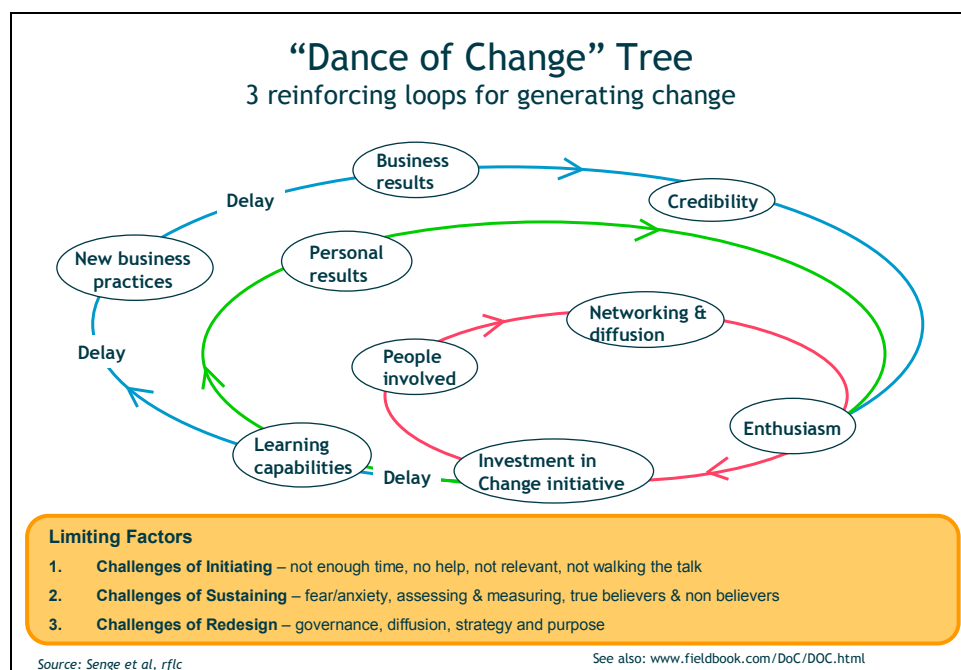 “Dance of Change” Tree
3 reinforcing loops for generating change
Business
results
Delay
Credibility
New business
practices
Personal
results
Networking &
diffusion
Delay
People
involved
Enthusiasm
Learning
capabilities
Delay
Investment in
Change initiative
Limiting Factors
1. Challenges of Initiating – not enough time, no help, not relevant, not walking the talk
2. Challenges of Sustaining – fear/anxiety, assessing & measuring, true believers & non believers
3. Challenges of Redesign – governance, diffusion, strategy and purpose
Source: Senge et al, rflc
See also: www.fieldbook.com/DoC/DOC.html